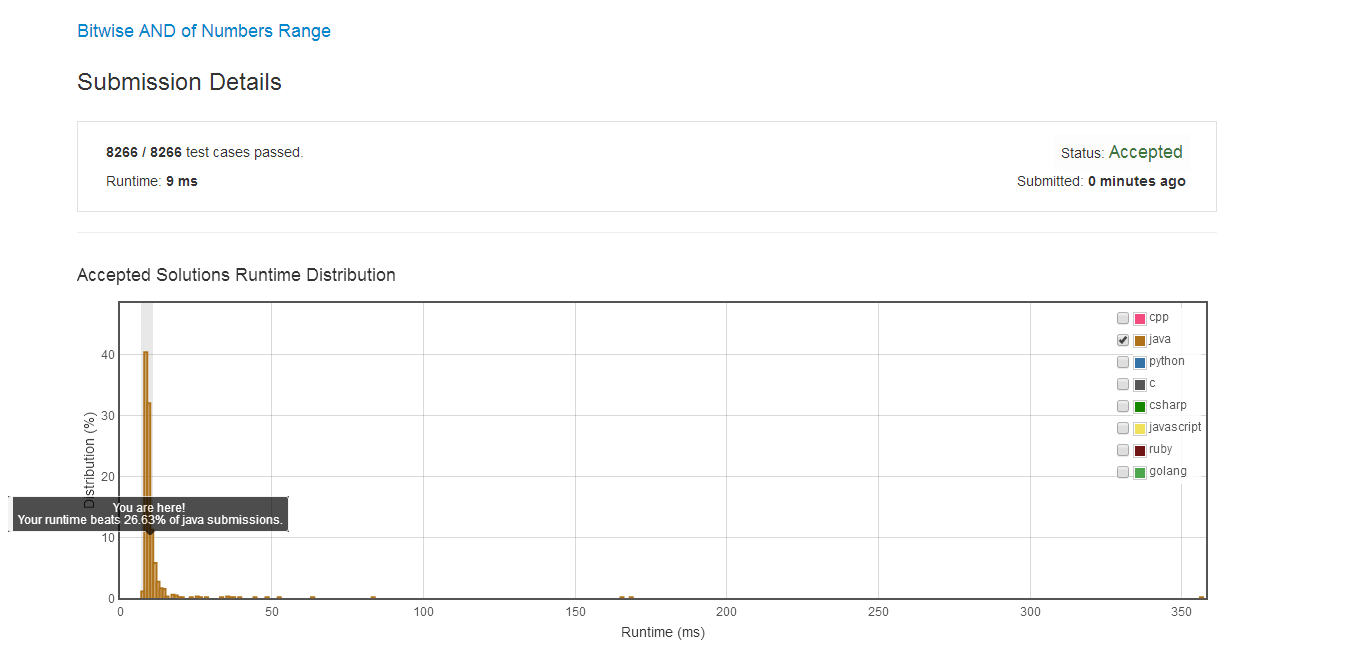 Bitwise AND of Numbers Range
Submission Details
8266 / 8266 test cases passed.
Status: Accepted
Runtime: 9 ms
Submitted: 0 minutes ago
Accepted Solutions Runtime Distribution
cpp
java
python
c
csharp
javascript
ruby
golang
Distribution (%)
40
30
20
10
0
You are here!
Your runtime beats 26.63% of java submissions.
0 50 100 150 200 250 300 350
Runtime (ms)